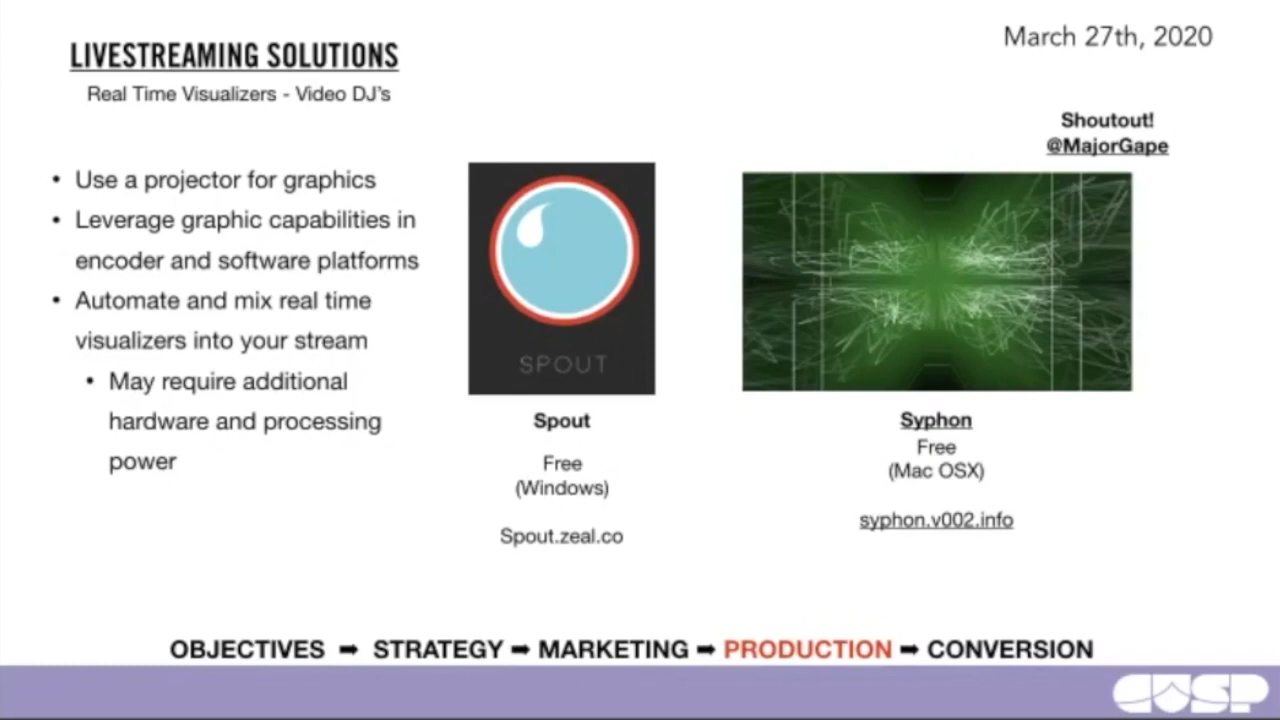 LIVESTREAMING SOLUTIONS
Real Time Visualizers - Video DJ's
March 27th, 2020
Shoutout!
@MajorGape
• Use a projector for graphics
• Leverage graphic capabilities in
encoder and software platforms
• Automate and mix real time
visualizers into your stream
• May require additional
hardware and processing
power
SPOUT
Spout
Free
(Windows)
Spout.zeal.co
Syphon
Free
(Mac OSX)
syphon.v002.info
OBJECTIVES ➡ STRATEGY ➡ MARKETING ➡ PRODUCTION ➡ CONVERSION
CUSP